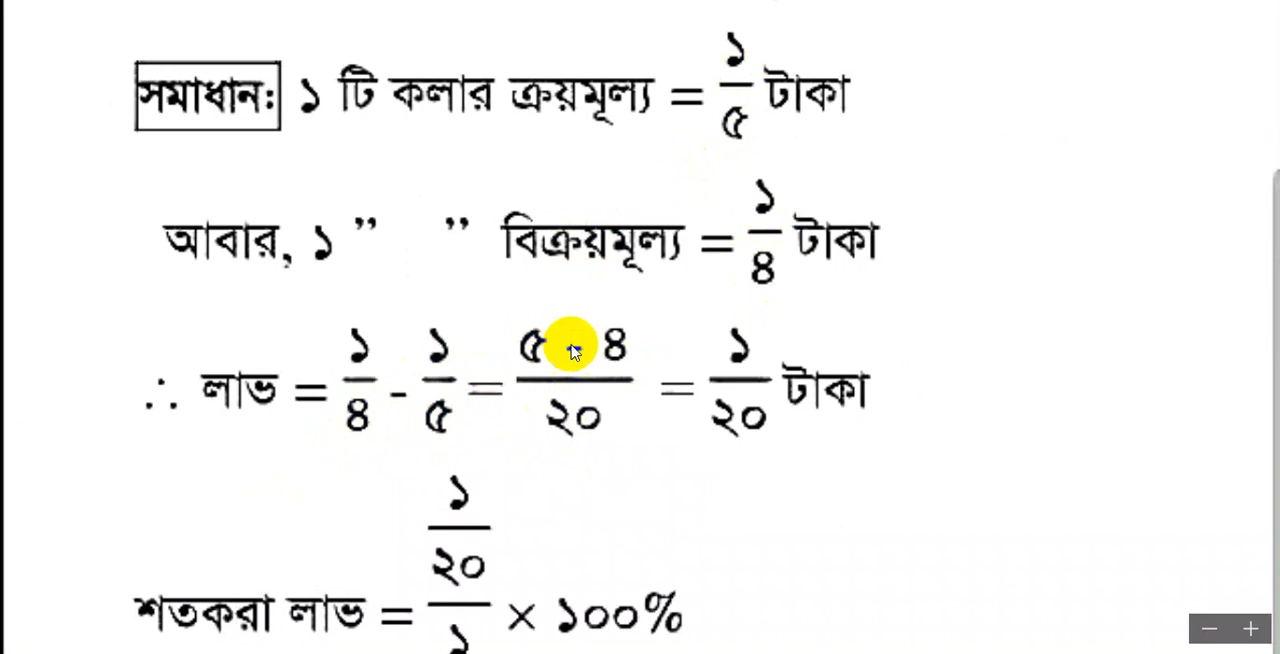 সমাধানঃ ১ টি কলার ক্রয়মূল্য = ১/৫ টাকা
আবার, ১ ” ” বিক্রয়মূল্য = ১/৪ টাকা
∴ লাভ = ১/৪ - ১/৫ = ৫ - ৪/২০ = ১/২০ টাকা
শতকরা লাভ = ১/২০/১ × ১০০%